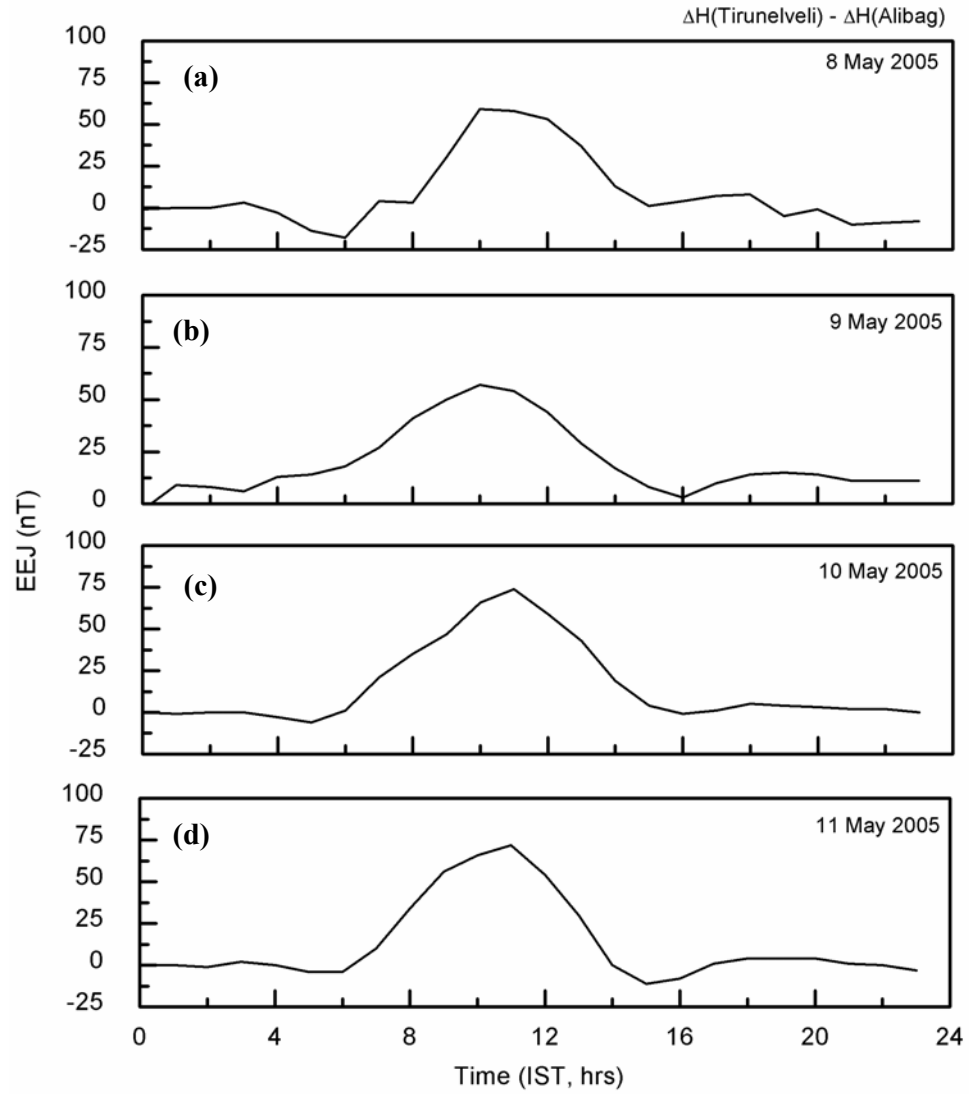 ΔH(Tirunelveli) - ΔH(Alibag)
100
75
50
25
0
-25
(a)
8 May 2005
100
75
50
25
0
(b)
9 May 2005
EEJ (nT)
100
75
50
25
0
-25
(c)
10 May 2005
100
75
50
25
0
-25
(d)
11 May 2005
0 4 8 12 16 20 24
Time (IST, hrs)